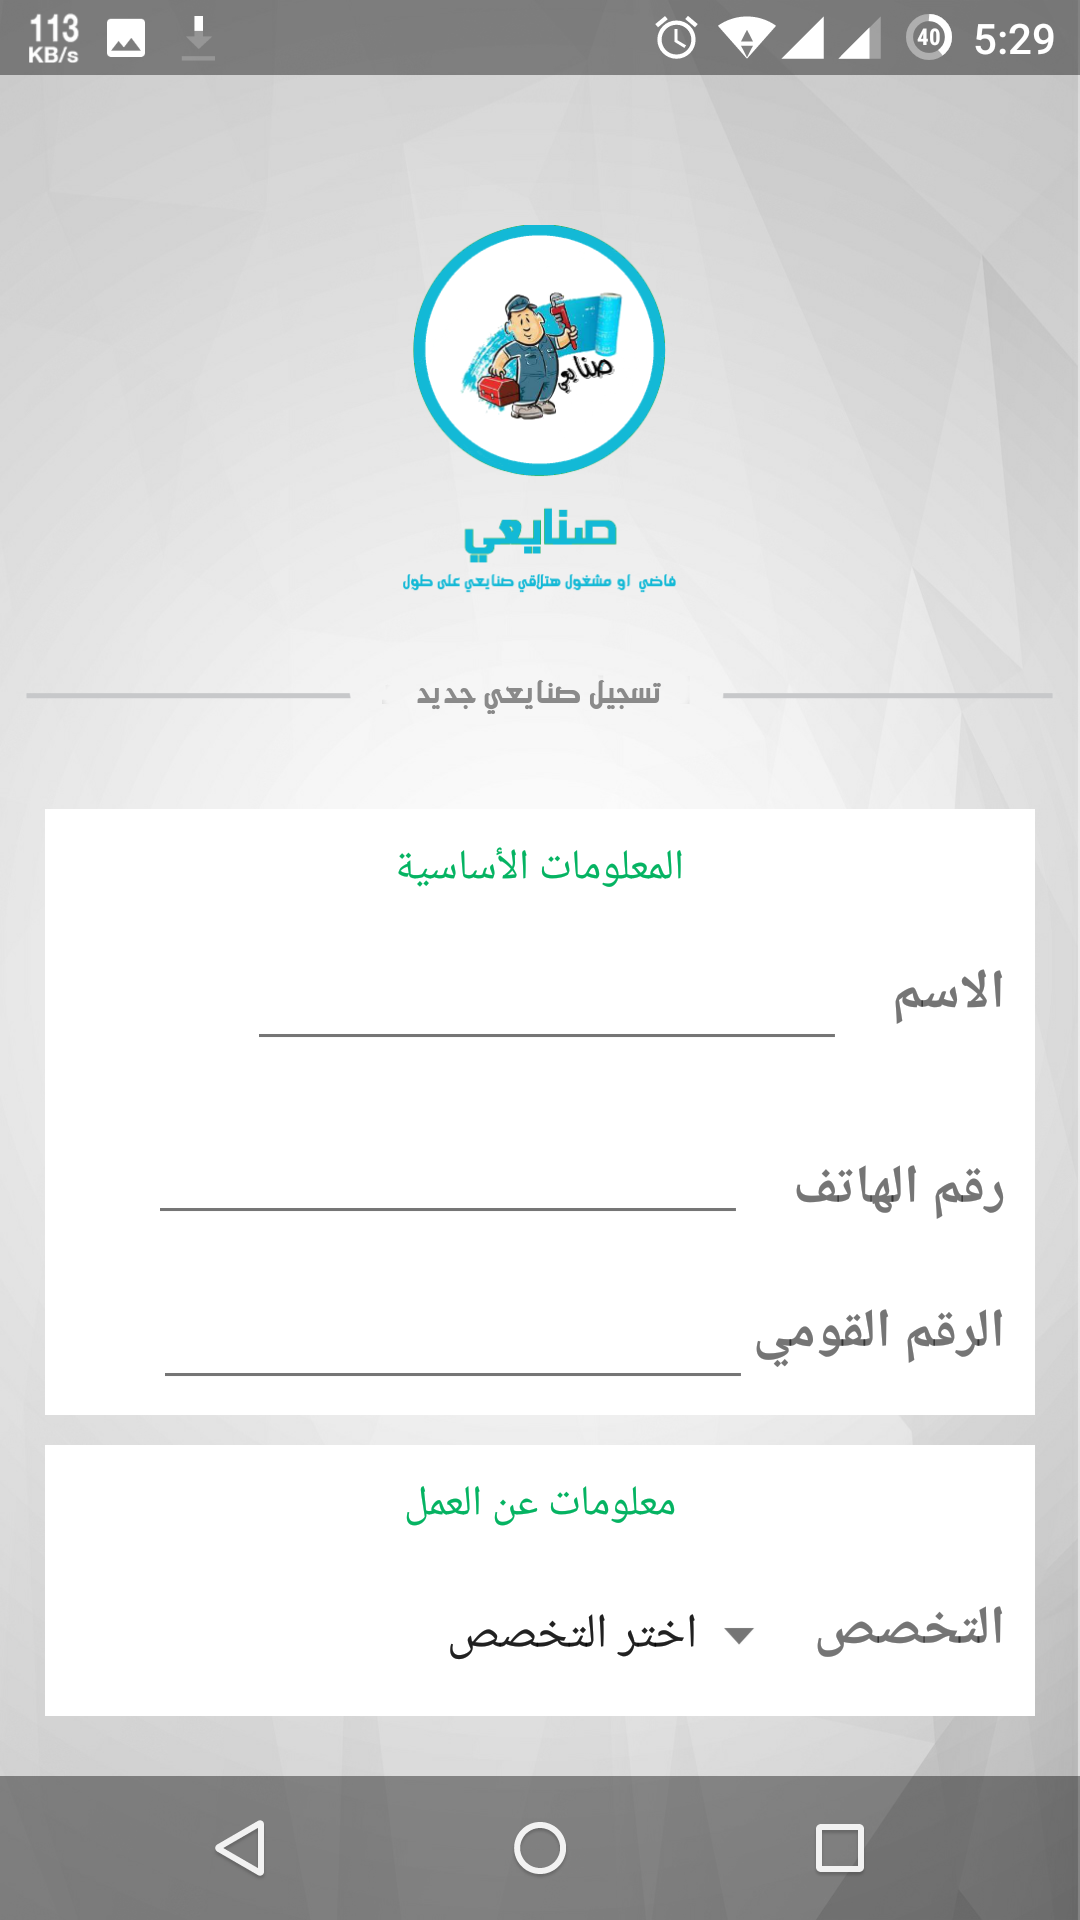 113
KB/s
40
5:29
صنايعي
صنايعي
فاضي او مشغول هتلاقي صنايعي على طول
تسجيل صنايعي جديد
المعلومات الأساسية
الاسم
رقم الهاتف
الرقم القومي
معلومات عن العمل
التخصص
اختر التخصص